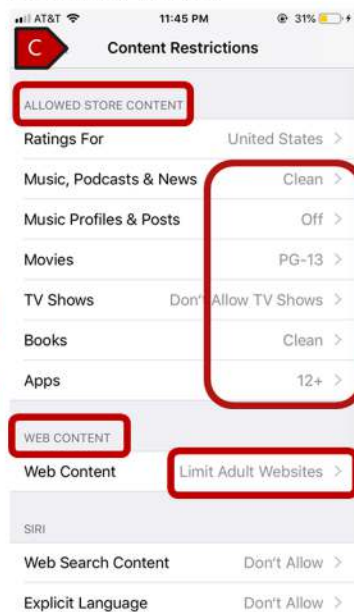 AT&T 11:45 PM 31%
C Content Restrictions
ALLOWED STORE CONTENT
Ratings For United States >
Music, Podcasts & News Clean >
Music Profiles & Posts Off >
Movies PG-13 >
TV Shows Don't Allow TV Shows >
Books Clean >
Apps 12+ >
WEB CONTENT
Web Content Limit Adult Websites >
SIRI
Web Search Content Don't Allow >
Explicit Language Don't Allow >